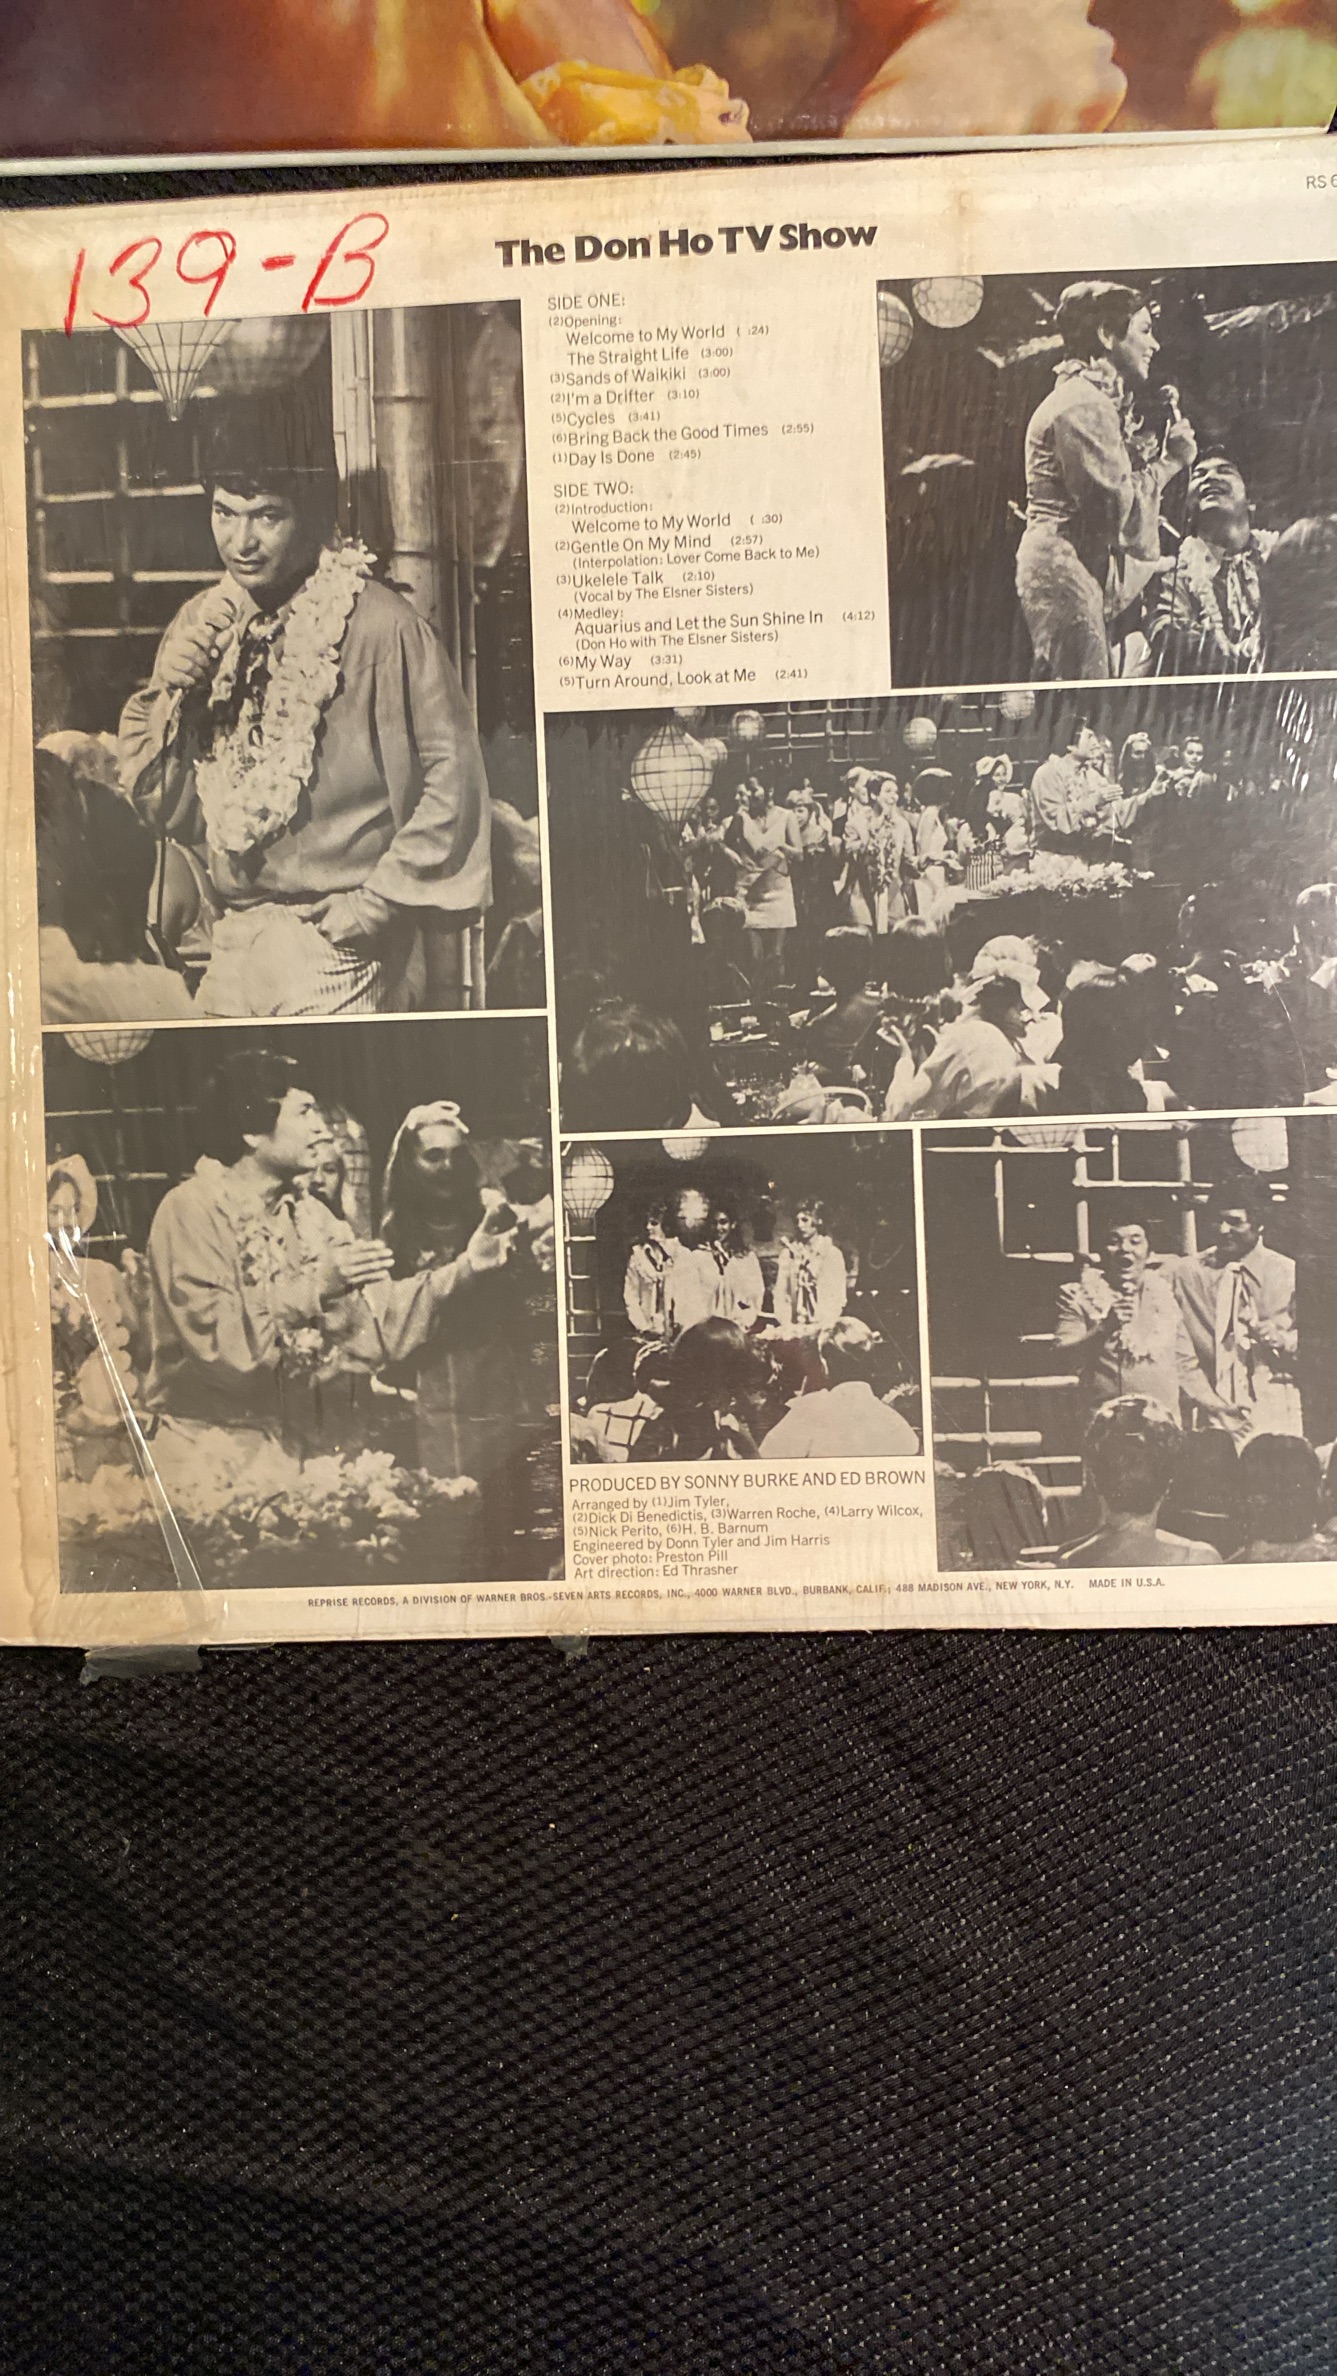 RS 6
139-B
The Don Ho TV Show
SIDE ONE:
(2)Opening:
Welcome to My World ( :24)
The Straight Life (3:00)
(3)Sands of Waikiki (3:00)
(2)I'm a Drifter (3:10)
(5)Cycles (3:41)
(6)Bring Back the Good Times (2:55)
(1)Day Is Done (2:45)
SIDE TWO:
(2)Introduction:
Welcome to My World ( :30)
(2)Gentle On My Mind (2:57)
(Interpolation: Lover Come Back to Me)
(3)Ukelele Talk (2:10)
(Vocal by The Elsner Sisters)
(4)Medley:
Aquarius and Let the Sun Shine In (4:12)
(Don Ho with The Elsner Sisters)
(6)My Way (3:31)
(5)Turn Around, Look at Me (2:41)
PRODUCED BY SONNY BURKE AND ED BROWN
Arranged by (1)Jim Tyler,
(2)Dick Di Benedictis, (3)Warren Roche, (4)Larry Wilcox,
(5)Nick Perito, (6)H. B. Barnum
Engineered by Donn Tyler and Jim Harris
Cover photo: Preston Pill
Art direction: Ed Thrasher
REPRISE RECORDS, A DIVISION OF WARNER BROS.-SEVEN ARTS RECORDS, INC., 4000 WARNER BLVD., BURBANK, CALIF.; 488 MADISON AVE., NEW YORK, N.Y. MADE IN U.S.A.